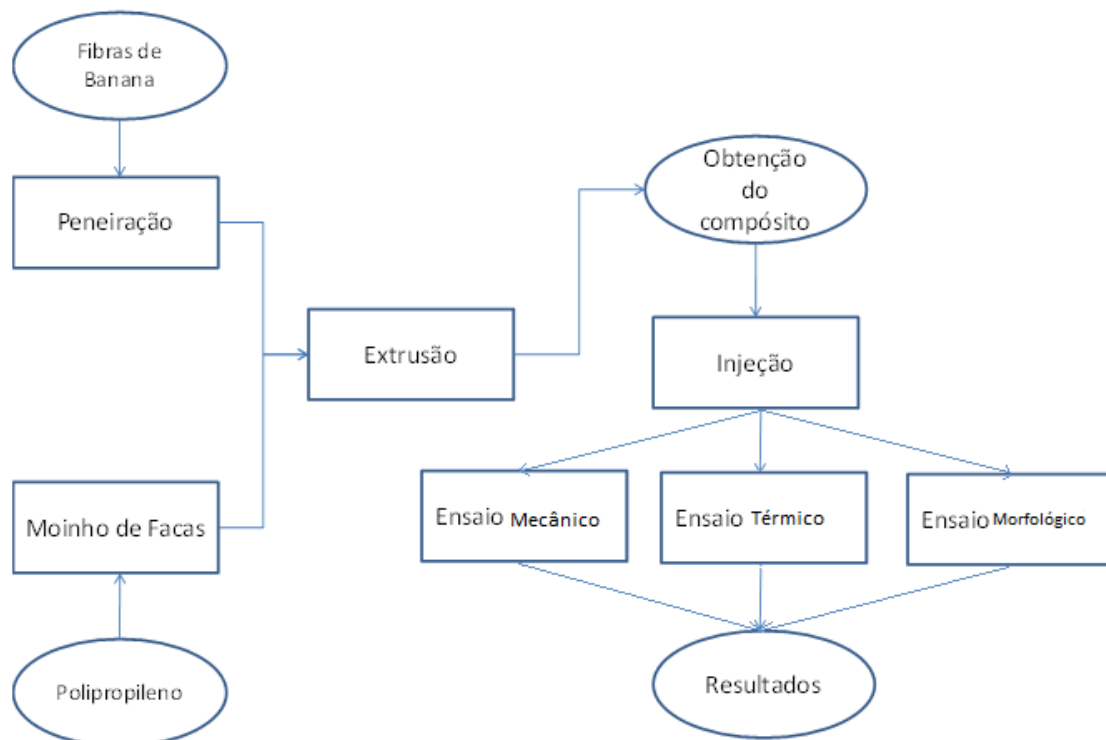 Fibras de
Banana
Peneiração
Obtenção
do
compósito
Extrusão
Injeção
Moinho de Facas
Ensaio Mecânico
Ensaio Térmico
Ensaio Morfológico
Polipropileno
Resultados